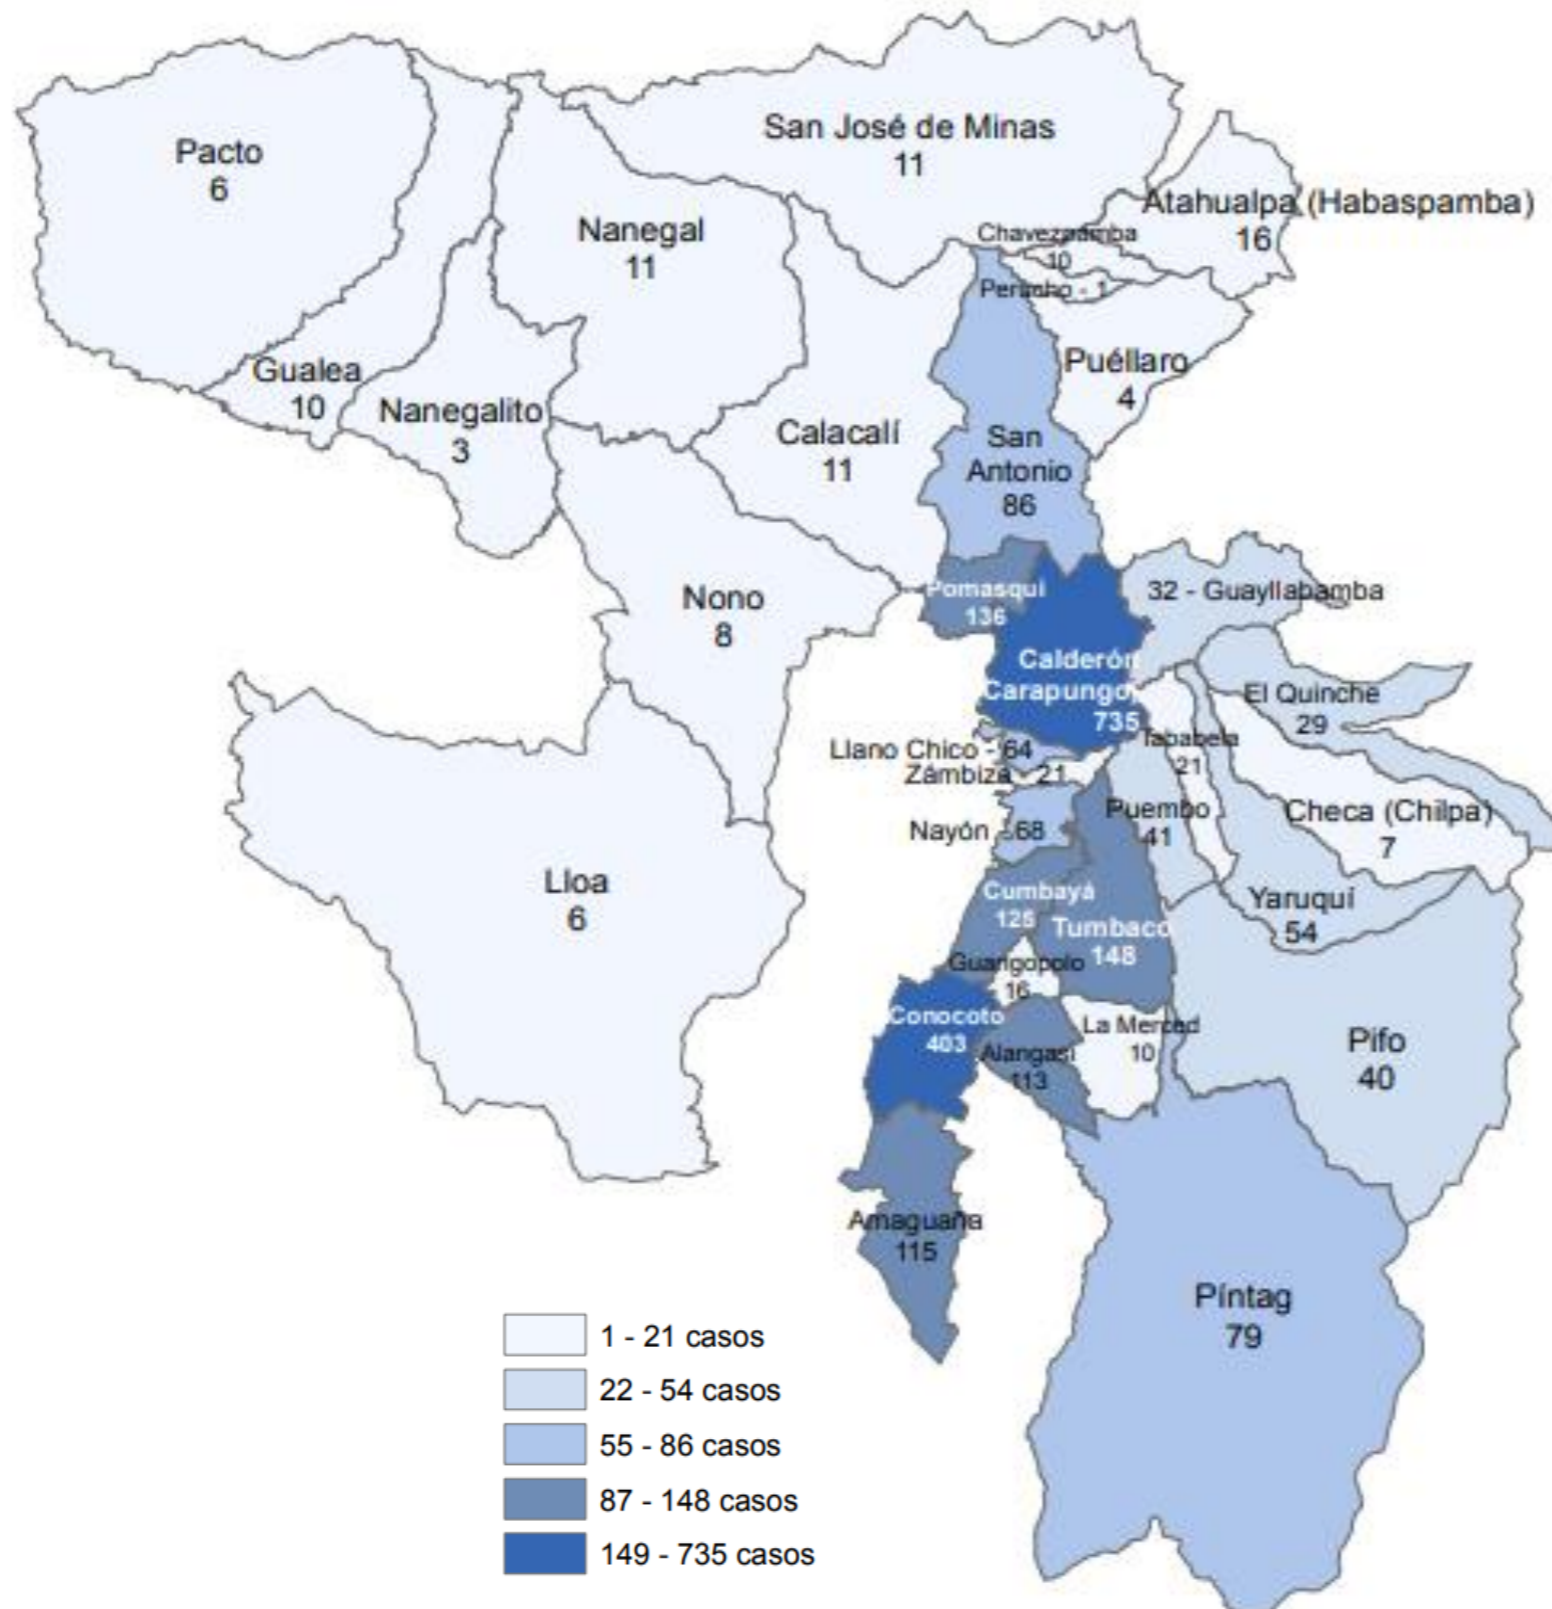 San José de Minas
11
Pacto
6
Atahualpa (Habaspamba)
16
Nanegal
11
Chavezpamba
10
Perucho - 1
Puéllaro
4
Gualea
10
Nanegalito
3
Calacalí
11
San
Antonio
86
Pomasqui
136
32 - Guayllabamba
Nono
8
Calderón
Carapungo
735
El Quinche
29
Tababela
21
Llano Chico - 64
Zámbiza - 21
Puembo
41
Checa (Chilpa)
7
Nayón - 68
Lloa
6
Cumbayá
125
Yaruquí
54
Tumbaco
148
Guangopolo
16
Conocoto
403
La Merced
10
Alangasí
113
Pifo
40
Amaguaña
115
Píntag
79
1 - 21 casos
22 - 54 casos
55 - 86 casos
87 - 148 casos
149 - 735 casos